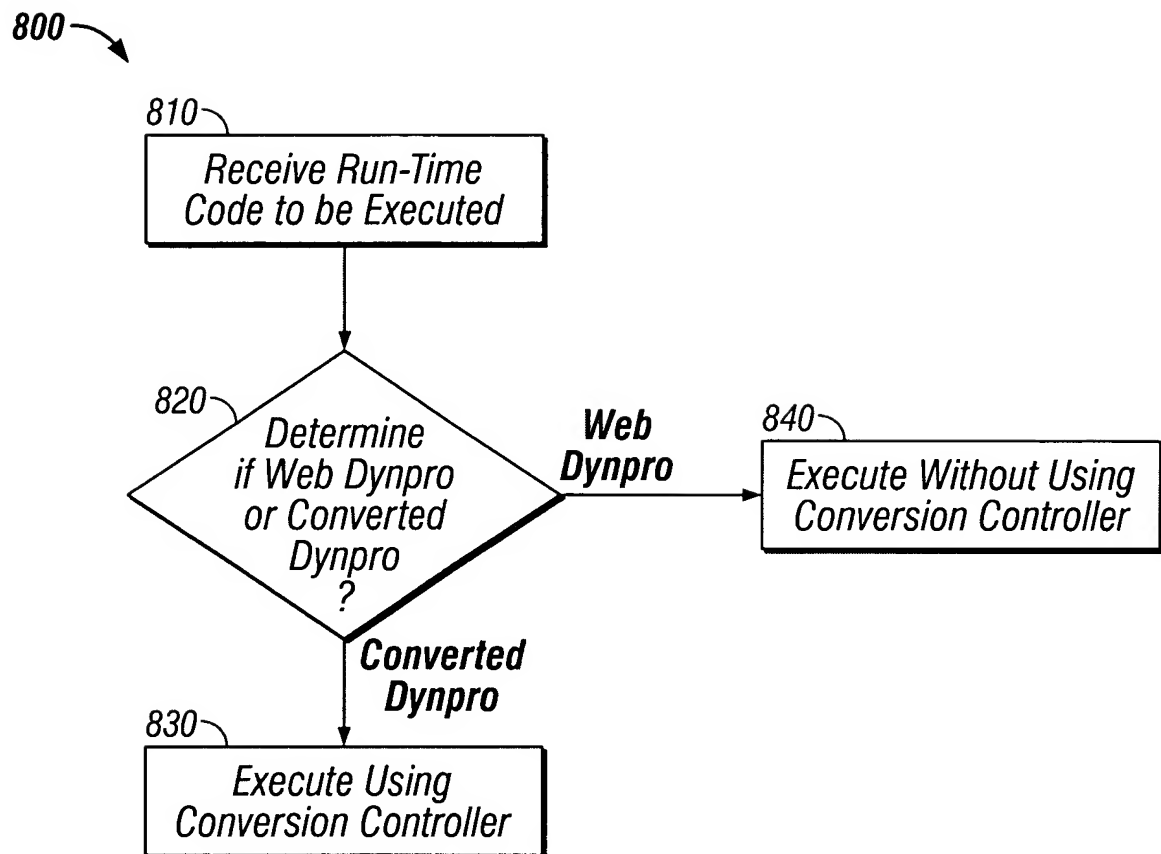 800
810
Receive Run-Time
Code to be Executed
820
Determine
if Web Dynpro
or Converted
Dynpro
?
Web
Dynpro
840
Execute Without Using
Conversion Controller
Converted
Dynpro
830
Execute Using
Conversion Controller